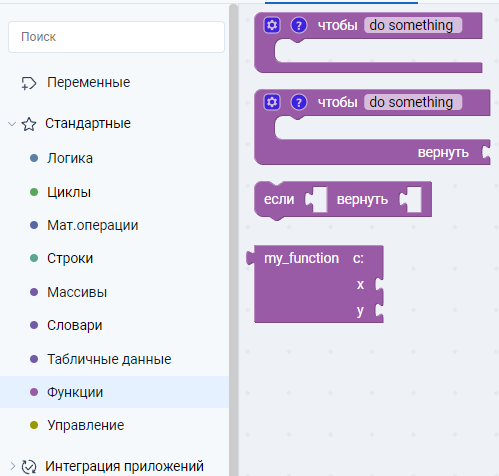 Поиск
Переменные
Стандартные
Логика
Циклы
Мат.операции
Строки
Массивы
Словари
Табличные данные
Функции
Управление
Интеграция приложений
? чтобы do something
? чтобы do something
вернуть
если вернуть
my_function с:
x
y